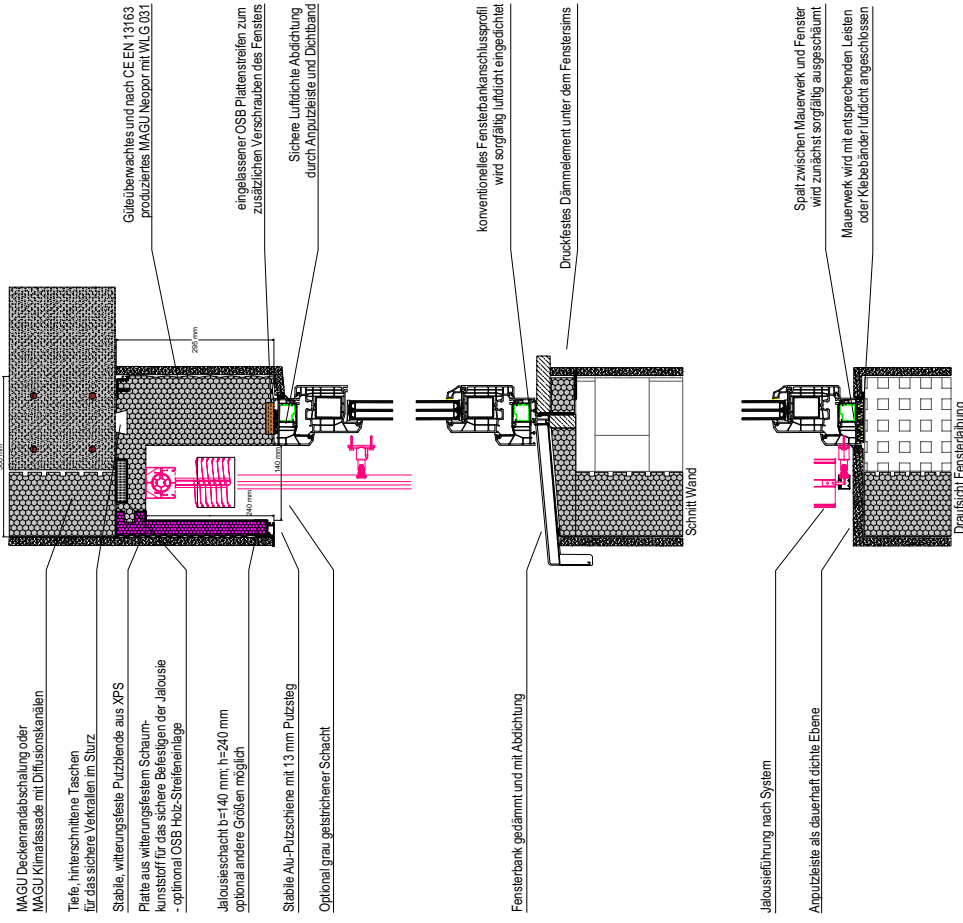 MAGU Deckenrandabschalung oder
MAGU Klimafassade mit Diffusionskanälen
Tiefe, hinterschnittene Taschen
für das sichere Verkrallen im Sturz
Stabile, witterungsfeste Putzblende aus XPS
Platte aus witterungsfestem Schaum-
kunststoff für das sichere Befestigen der Jalousie
- optinonal OSB Holz-Streifeneinlage
Jalousieschacht b=140 mm; h=240 mm
optional andere Größen möglich
Stabile Alu-Putzschiene mit 13 mm Putzsteg
Optional grau getstrichener Schacht
Güteüberwachtes und nach CE EN 13163
produziertes MAGU Neopor mit WLG 031
eingelassener OSB Plattenstreifen zum
zusätzlichen Verschrauben des Fensters
Sichere Luftdichte Abdichtung
durch Anputzleiste und Dichtband
295 mm
140 mm
240 mm
konventionelles Fensterbankanschlussprofil
wird sorgfältig luftdicht eingedichtet
Druckfestes Dämmelement unter dem Fenstersims
Fensterbank gedämmt und mit Abdichtung
Schnitt Wand
Spalt zwischen Mauerwerk und Fenster
wird zunächst sorgfältig ausgeschäumt
Mauerwerk wird mit entsprechenden Leisten
oder Klebebänder luftdicht angeschlossen
Jalousieführung nach System
Anputzleiste als dauerhaft dichte Ebene
Draufsicht Fensterlaibung